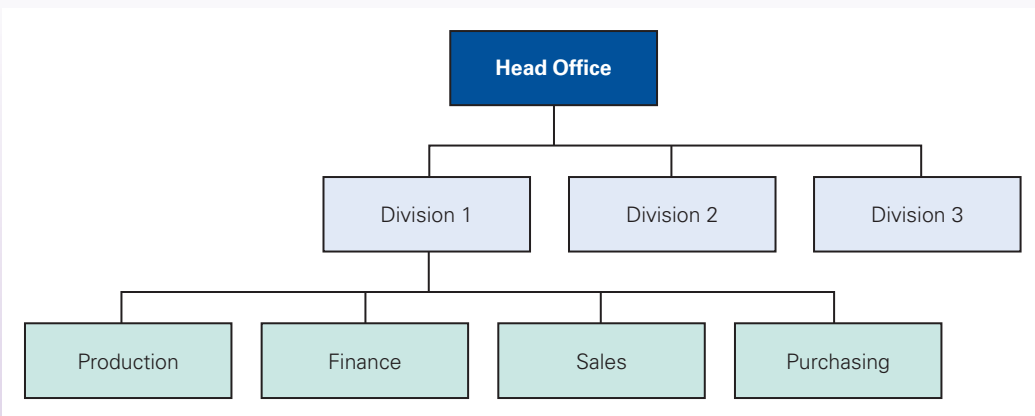 Head Office
Division 1
Division 2
Division 3
Production
Finance
Sales
Purchasing